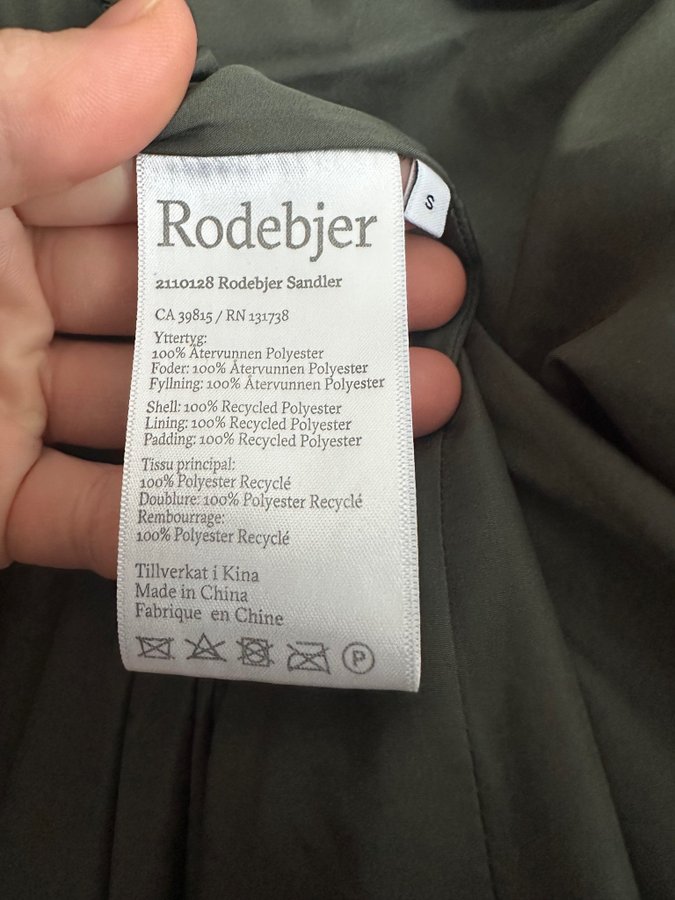 Rodebjer
S
2110128 Rodebjer Sandler
CA 39815 / RN 131738
Yttertyg:
100% Återvunnen Polyester
Foder: 100% Återvunnen Polyester
Fyllning: 100% Återvunnen Polyester
Shell: 100% Recycled Polyester
Lining: 100% Recycled Polyester
Padding: 100% Recycled Polyester
Tissu principal:
100% Polyester Recyclé
Doublure: 100% Polyester Recyclé
Rembourrage:
100% Polyester Recyclé
Tillverkat i Kina
Made in China
Fabrique en Chine
P